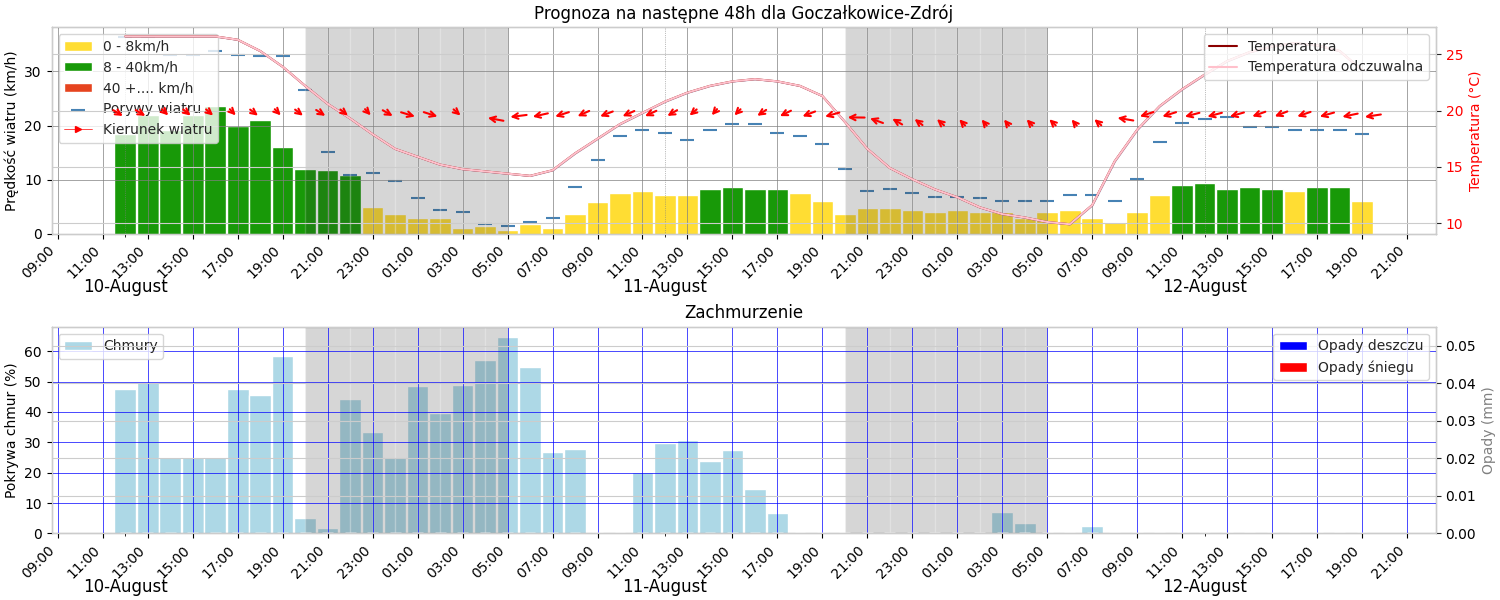 Prognoza na następne 48h dla Goczałkowice-Zdrój
Prędkość wiatru (km/h)
0 - 8km/h
8 - 40km/h
40 +.... km/h
Porywy wiatru
Kierunek wiatru
Temperatura
Temperatura odczuwalna
30
20
10
0
25
20
15
10
Temperatura (°C)
09:00 11:00 13:00 15:00 17:00 19:00 21:00 23:00 01:00 03:00 05:00 07:00 09:00 11:00 13:00 15:00 17:00 19:00 21:00 23:00 01:00 03:00 05:00 07:00 09:00 11:00 13:00 15:00 17:00 19:00 21:00
10-August 11-August 12-August
Zachmurzenie
Pokrywa chmur (%)
Chmury
Opady deszczu
Opady śniegu
60
50
40
30
20
10
0
0.05
0.04
0.03
0.02
0.01
0.00
Opady (mm)
09:00 11:00 13:00 15:00 17:00 19:00 21:00 23:00 01:00 03:00 05:00 07:00 09:00 11:00 13:00 15:00 17:00 19:00 21:00 23:00 01:00 03:00 05:00 07:00 09:00 11:00 13:00 15:00 17:00 19:00 21:00
10-August 11-August 12-August